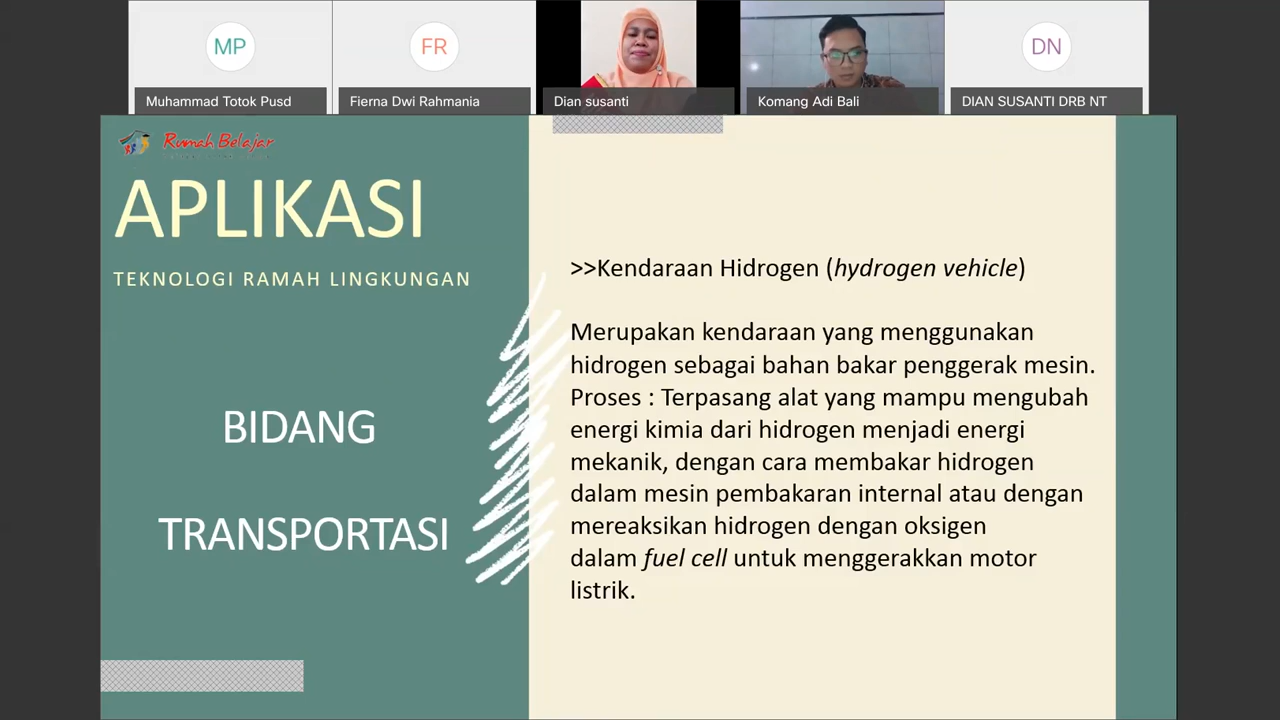 MP
FR
DN
Muhammad Totok Pusd
Fierna Dwi Rahmania
Dian susanti
Komang Adi Bali
DIAN SUSANTI DRB NT
Rumah Belajar
APLIKASI
TEKNOLOGI RAMAH LINGKUNGAN
BIDANG
TRANSPORTASI
>>Kendaraan Hidrogen (hydrogen vehicle)
Merupakan kendaraan yang menggunakan
hidrogen sebagai bahan bakar penggerak mesin.
Proses : Terpasang alat yang mampu mengubah
energi kimia dari hidrogen menjadi energi
mekanik, dengan cara membakar hidrogen
dalam mesin pembakaran internal atau dengan
mereaksikan hidrogen dengan oksigen
dalam fuel cell untuk menggerakkan motor
listrik.